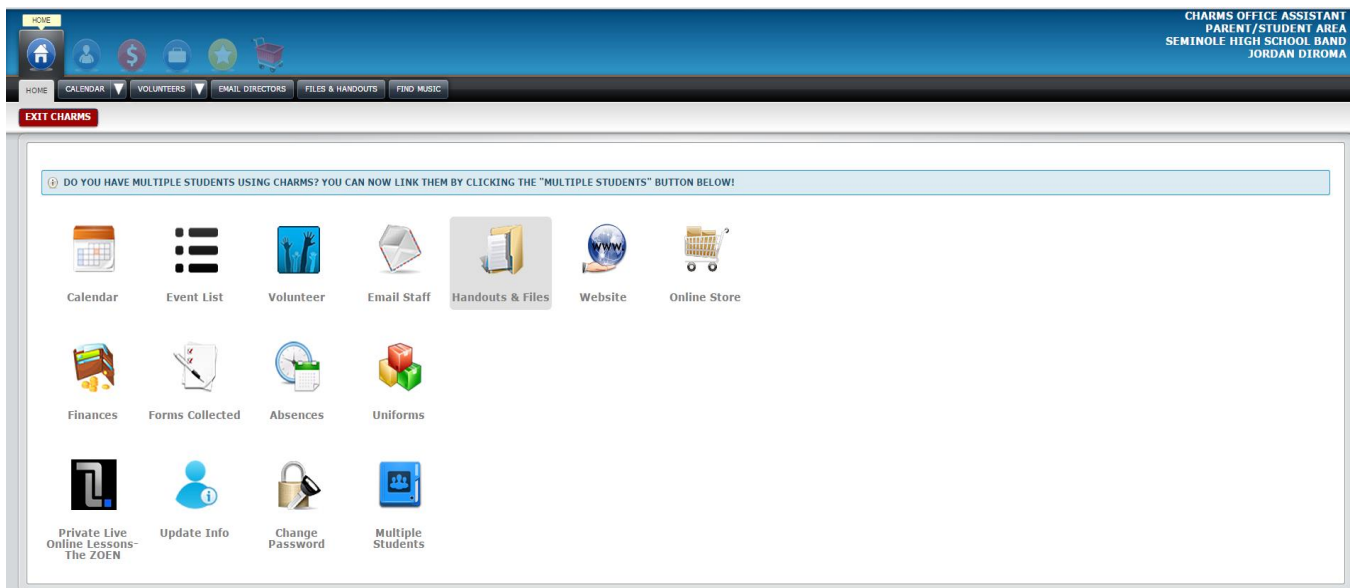 HOME
CHARMS OFFICE ASSISTANT
PARENT/STUDENT AREA
SEMINOLE HIGH SCHOOL BAND
JORDAN DIROMA
HOME CALENDAR VOLUNTEERS EMAIL DIRECTORS FILES & HANDOUTS FIND MUSIC
EXIT CHARMS
DO YOU HAVE MULTIPLE STUDENTS USING CHARMS? YOU CAN NOW LINK THEM BY CLICKING THE "MULTIPLE STUDENTS" BUTTON BELOW!
www.
Calendar Event List Volunteer Email Staff Handouts & Files Website Online Store
Finances Forms Collected Absences Uniforms
Private Live Online Lessons- The ZOEN
Update Info
Change Password
Multiple Students